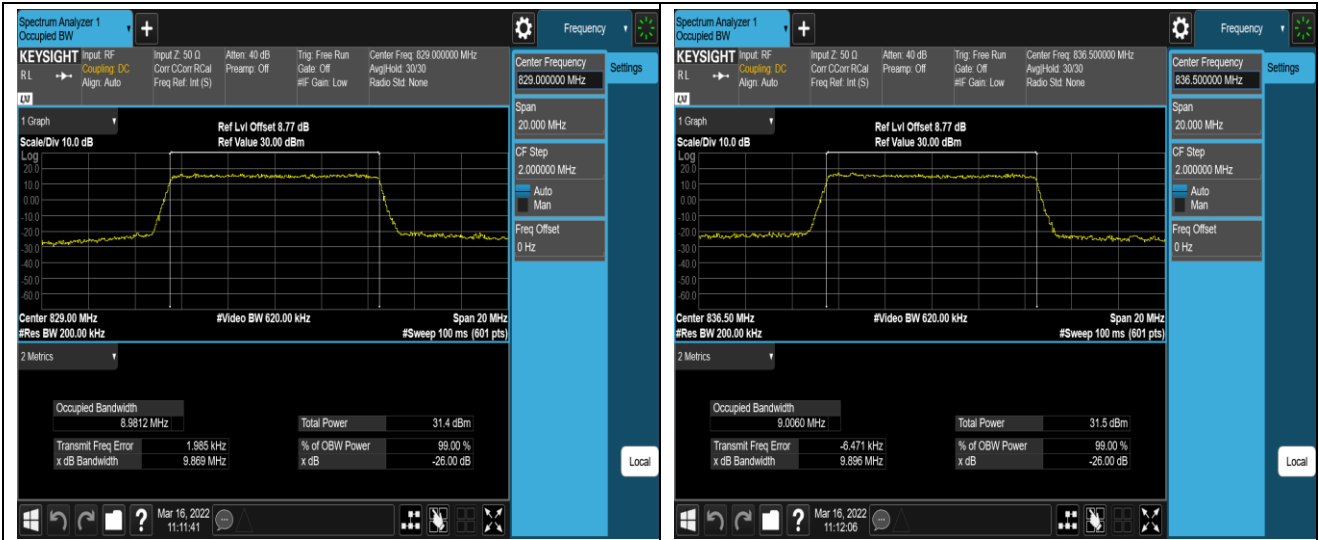 Spectrum Analyzer 1
Occupied BW
+
Frequency
KEYSIGHT
RL
LXI
Input: RF
Coupling: DC
Align: Auto
Input Z: 50 Ω
Corr CCorr RCal
Freq Ref: Int (S)
Atten: 40 dB
Preamp: Off
Trig: Free Run
Gate: Off
#IF Gain: Low
Center Freq: 829.000000 MHz
Avg|Hold: 30/30
Radio Std: None
Center Frequency
829.000000 MHz
Settings
Span
20.000 MHz
CF Step
2.000000 MHz
Auto
Man
Freq Offset
0 Hz
1 Graph
Scale/Div 10.0 dB
Ref Lvl Offset 8.77 dB
Ref Value 30.00 dBm
Log
20.0
10.0
0.00
-10.0
-20.0
-30.0
-40.0
-50.0
-60.0
Center 829.00 MHz
#Res BW 200.00 kHz
#Video BW 620.00 kHz
Span 20 MHz
#Sweep 100 ms (601 pts)
2 Metrics
Occupied Bandwidth
8.9812 MHz
Total Power 31.4 dBm
Transmit Freq Error 1.985 kHz
% of OBW Power 99.00 %
x dB Bandwidth 9.869 MHz
x dB -26.00 dB
Local
?
Mar 16, 2022
11:11:41
Spectrum Analyzer 1
Occupied BW
+
Frequency
KEYSIGHT
RL
LXI
Input: RF
Coupling: DC
Align: Auto
Input Z: 50 Ω
Corr CCorr RCal
Freq Ref: Int (S)
Atten: 40 dB
Preamp: Off
Trig: Free Run
Gate: Off
#IF Gain: Low
Center Freq: 836.500000 MHz
Avg|Hold: 30/30
Radio Std: None
Center Frequency
836.500000 MHz
Settings
Span
20.000 MHz
CF Step
2.000000 MHz
Auto
Man
Freq Offset
0 Hz
1 Graph
Scale/Div 10.0 dB
Ref Lvl Offset 8.77 dB
Ref Value 30.00 dBm
Log
20.0
10.0
0.00
-10.0
-20.0
-30.0
-40.0
-50.0
-60.0
Center 836.50 MHz
#Res BW 200.00 kHz
#Video BW 620.00 kHz
Span 20 MHz
#Sweep 100 ms (601 pts)
2 Metrics
Occupied Bandwidth
9.0060 MHz
Total Power 31.5 dBm
Transmit Freq Error -6.471 kHz
% of OBW Power 99.00 %
x dB Bandwidth 9.896 MHz
x dB -26.00 dB
Local
?
Mar 16, 2022
11:12:06